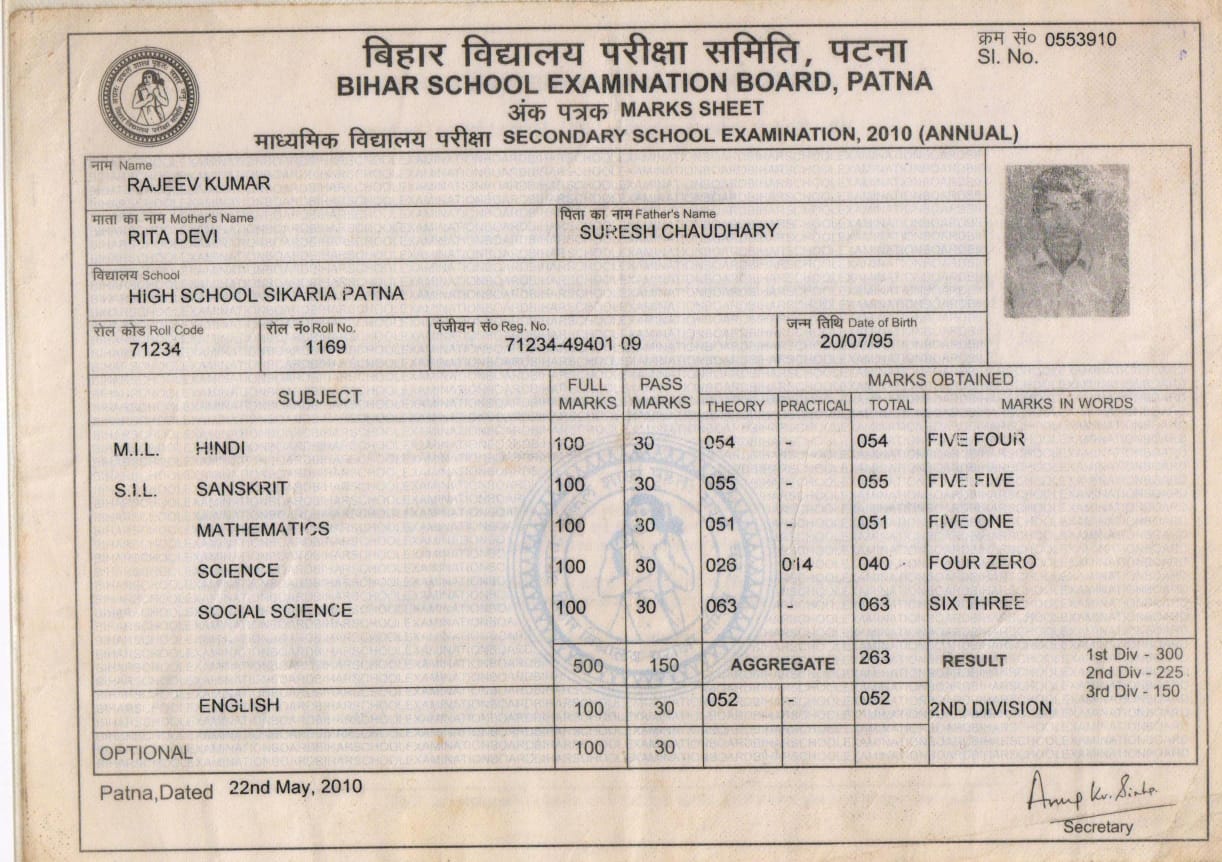 बिहार विद्यालय परीक्षा समिति, पटना
क्रम सं० 0553910
Sl. No.
BIHAR SCHOOL EXAMINATION BOARD, PATNA
अंक पत्रक MARKS SHEET
माध्यमिक विद्यालय परीक्षा SECONDARY SCHOOL EXAMINATION, 2010 (ANNUAL)
नाम Name
RAJEEV KUMAR
माता का नाम Mother's Name पिता का नाम Father's Name
RITA DEVI SURESH CHAUDHARY
विद्यालय School
HIGH SCHOOL SIKARIA PATNA
रोल कोड Roll Code रोल नं० Roll No. पंजीयन सं० Reg. No. जन्म तिथि Date of Birth
71234 1169 71234-49401 09 20/07/95
SUBJECT FULL MARKS PASS MARKS MARKS OBTAINED
THEORY PRACTICAL TOTAL MARKS IN WORDS
M.I.L. HINDI 100 30 054 - 054 FIVE FOUR
S.I.L. SANSKRIT 100 30 055 - 055 FIVE FIVE
MATHEMATICS 100 30 051 - 051 FIVE ONE
SCIENCE 100 30 026 014 040 FOUR ZERO
SOCIAL SCIENCE 100 30 063 - 063 SIX THREE
500 150 AGGREGATE 263 RESULT 1st Div - 300
2nd Div - 225
3rd Div - 150
ENGLISH 100 30 052 - 052 2ND DIVISION
OPTIONAL 100 30
Patna,Dated 22nd May, 2010
Anup Kr. Sinha
Secretary